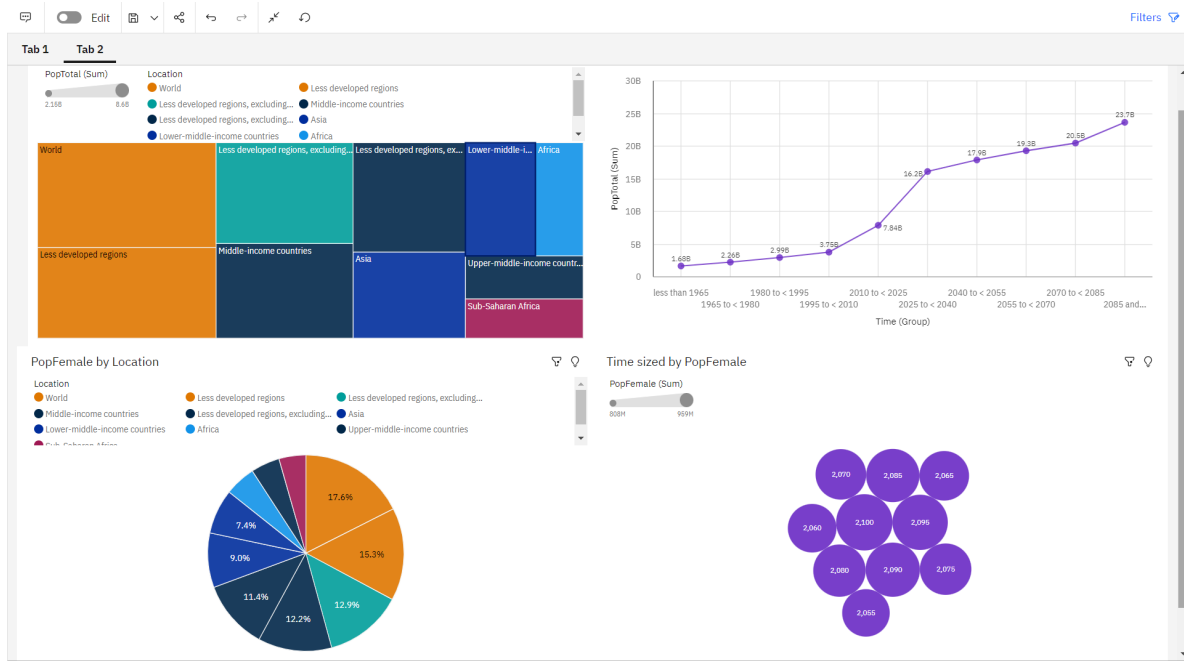 Edit
Filters
Tab 1
Tab 2
PopTotal (Sum)
2.16B
8.6B
Location
World
Less developed regions
Less developed regions, excluding...
Middle-income countries
Less developed regions, excluding...
Asia
Lower-middle-income countries
Africa
World
Less developed regions
Less developed regions, excluding...
Middle-income countries
Less developed regions, ex...
Asia
Lower-middle-i...
Africa
Upper-middle-income countr...
Sub-Saharan Africa
PopTotal (Sum)
30B
25B
20B
15B
10B
5B
0
1.68B
2.26B
2.99B
3.75B
7.84B
16.2B
17.9B
19.3B
20.5B
23.7B
less than 1965
1965 to < 1980
1980 to < 1995
1995 to < 2010
2010 to < 2025
2025 to < 2040
2040 to < 2055
2055 to < 2070
2070 to < 2085
2085 and...
Time (Group)
PopFemale by Location
Location
World
Less developed regions
Less developed regions, excluding...
Middle-income countries
Less developed regions, excluding...
Asia
Lower-middle-income countries
Africa
Upper-middle-income countries
Sub-Saharan Africa
17.6%
15.3%
12.9%
12.2%
11.4%
9.0%
7.4%
Time sized by PopFemale
PopFemale (Sum)
808M
969M
2,070
2,085
2,065
2,060
2,100
2,095
2,080
2,090
2,075
2,055